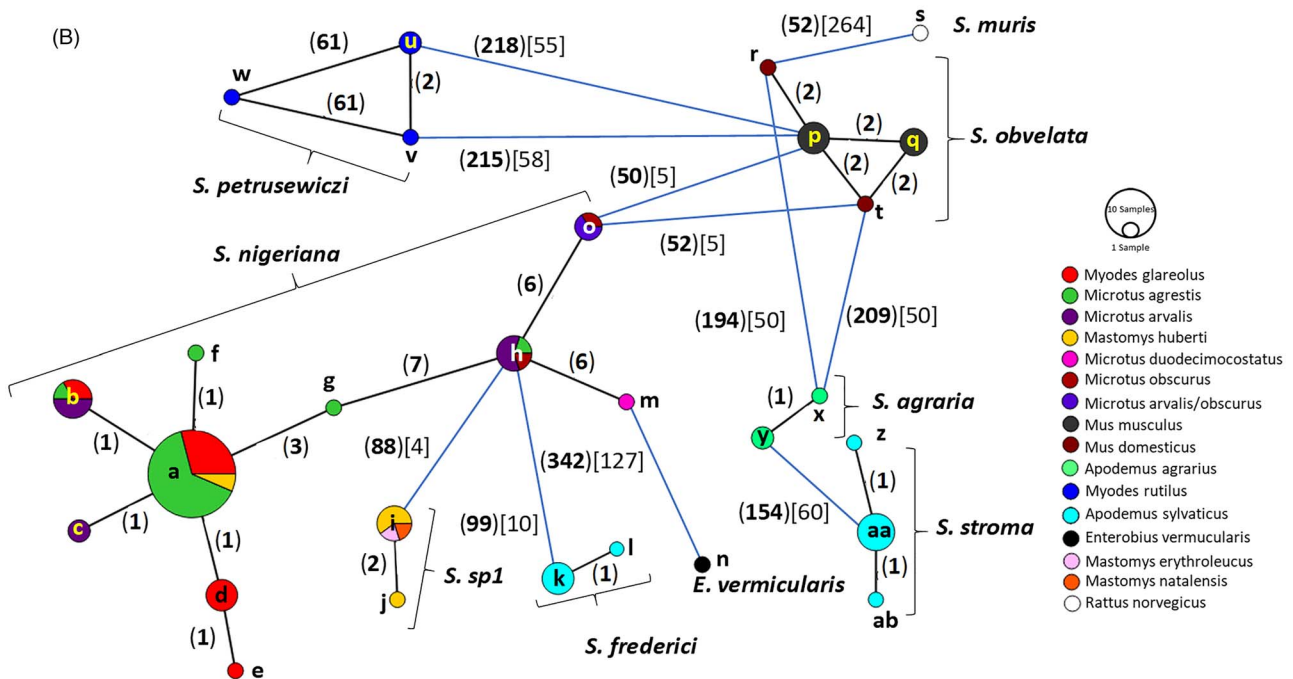 (B)
(52)[264]
s
S. muris
(61)
u
(218)[55]
r
w
(2)
(2)
(61)
p
(2)
q
S. obvelata
v
(2)
(2)
(215)[58]
(50)[5]
S. petrusewiczi
t
o
(52)[5]
S. nigeriana
(6)
10 Samples
1 Sample
Myodes glareolus
Microtus agrestis
Microtus arvalis
Mastomys huberti
Microtus duodecimocostatus
Microtus obscurus
Microtus arvalis/obscurus
Mus musculus
Mus domesticus
Apodemus agrarius
Myodes rutilus
Apodemus sylvaticus
Enterobius vermucularis
Mastomys erythroleucus
Mastomys natalensis
Rattus norvegicus
(194)[50]
(209)[50]
f
h
(7)
(6)
g
b
(1)
m
(1)
x
S. agraria
(1)
(3)
y
z
(88)[4]
(342)[127]
a
(1)
c
(1)
(154)[60]
aa
S. stroma
(1)
i
(99)[10]
(2)
S. sp1
l
k
(1)
n
E. vermicularis
(1)
d
j
ab
(1)
S. frederici
e